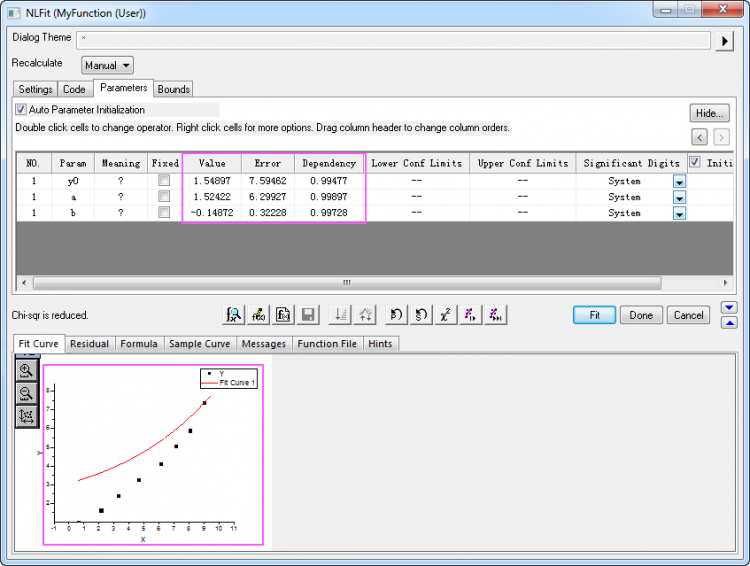 NLFit (MyFunction (User))
Dialog Theme *
Recalculate Manual
Settings Code Parameters Bounds
Auto Parameter Initialization Hide...
Double click cells to change operator. Right click cells for more options. Drag column header to change column orders.
NO. Param Meaning Fixed Value Error Dependency Lower Conf Limits Upper Conf Limits Significant Digits Initi
1 y0 ? 1.54897 7.59462 0.99477 -- -- System
1 a ? 1.52422 6.29927 0.99897 -- -- System
1 b ? -0.14872 0.32228 0.99728 -- -- System
Chi-sqr is reduced. Fit Done Cancel
Fit Curve Residual Formula Sample Curve Messages Function File Hints
Y
Fit Curve 1
8
7
6
5
4
3
2
Y
-1 0 1 2 3 4 5 6 7 8 9 10 11
X